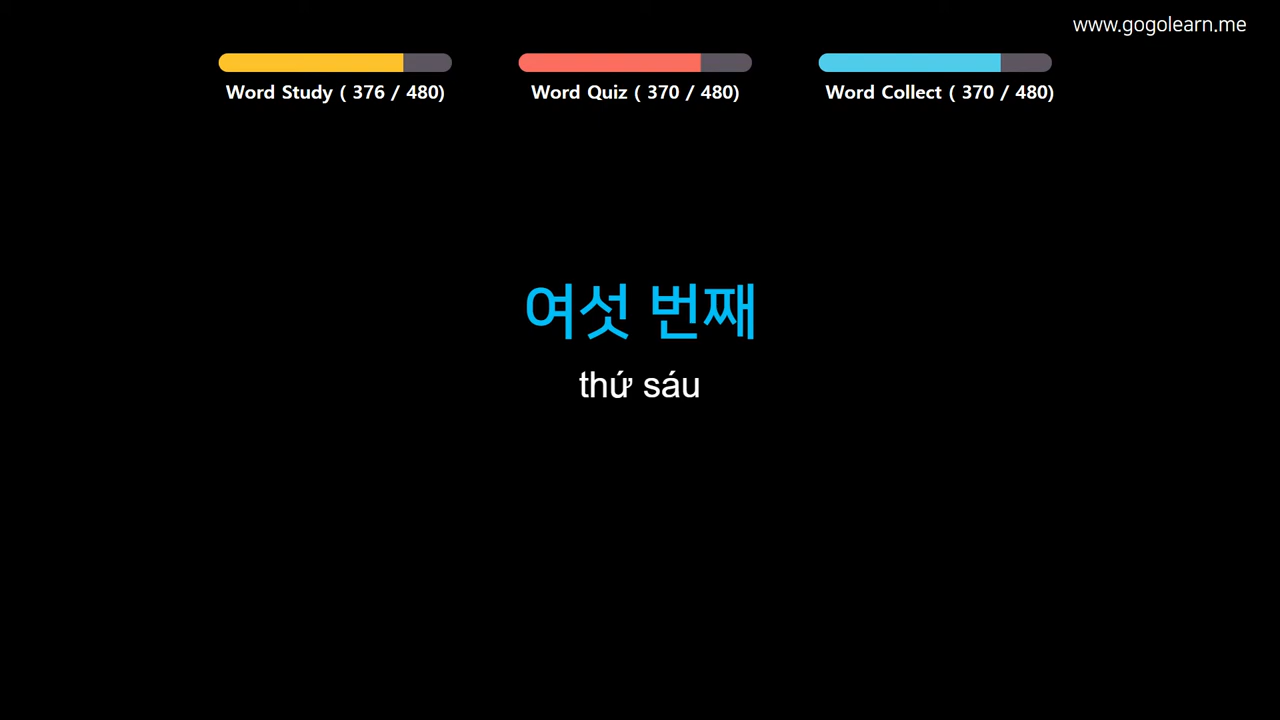 www.gogolearn.me
Word Study ( 376 / 480)
Word Quiz ( 370 / 480)
Word Collect ( 370 / 480)
여섯 번째
thứ sáu